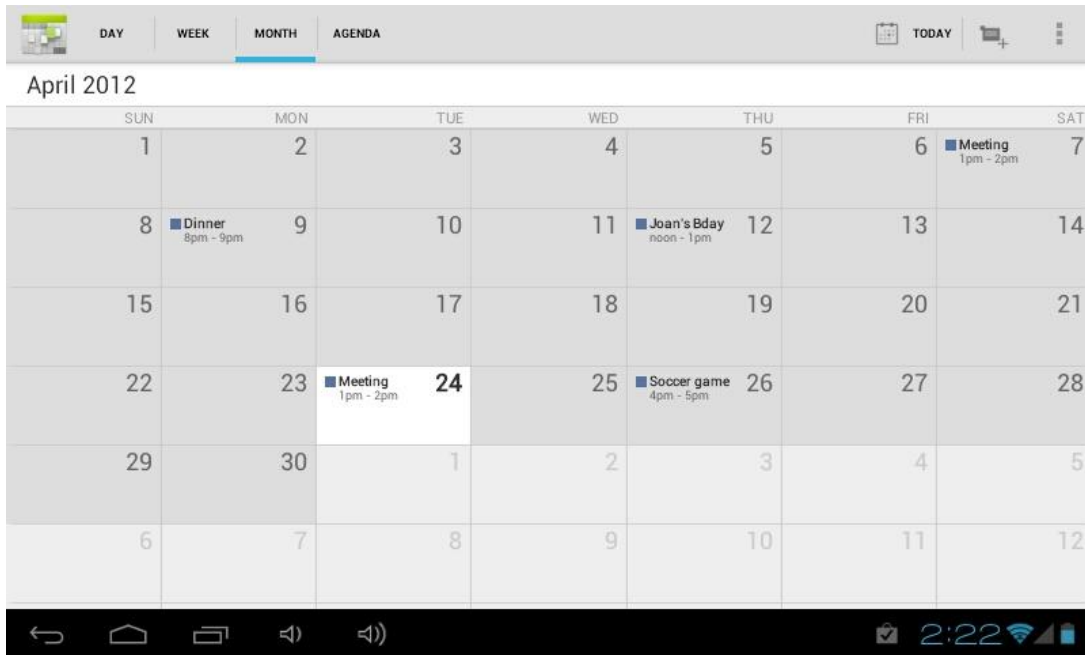 DAY WEEK MONTH AGENDA TODAY
April 2012
SUN MON TUE WED THU FRI SAT
1 2 3 4 5 6 Meeting 7
1pm - 2pm
8 Dinner 9 10 11 Joan's Bday 12 13 14
8pm - 9pm noon - 1pm
15 16 17 18 19 20 21
22 23 Meeting 24 25 Soccer game 26 27 28
1pm - 2pm 4pm - 5pm
29 30 1 2 3 4 5
6 7 8 9 10 11 12
2:22